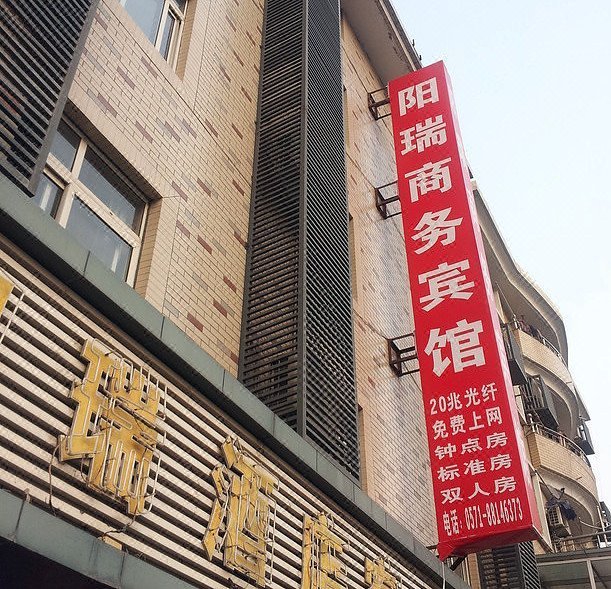 阳瑞商务宾馆
20兆光纤
免费上网
钟点房
标准房
双人房
电话：0571-88146373
瑞酒店